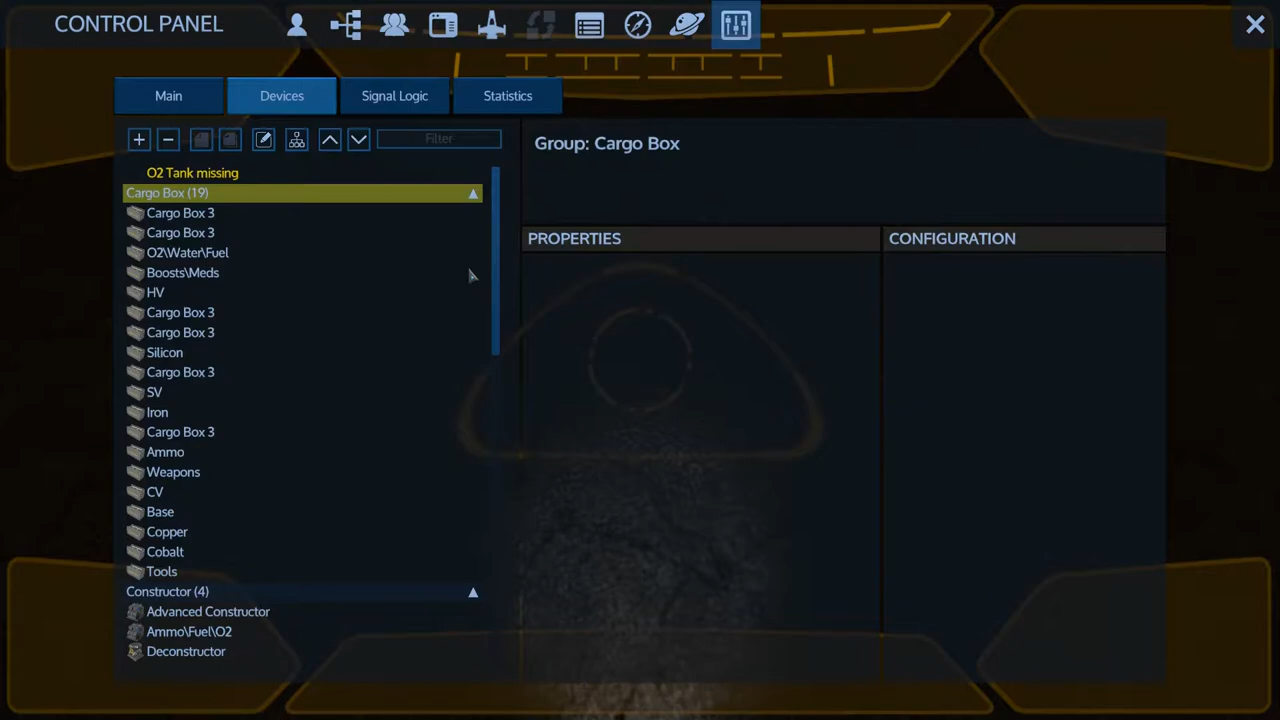 CONTROL PANEL
Main
Devices
Signal Logic
Statistics
Filter
O2 Tank missing
Cargo Box (19)
Cargo Box 3
Cargo Box 3
O2\Water\Fuel
Boosts\Meds
HV
Cargo Box 3
Cargo Box 3
Silicon
Cargo Box 3
SV
Iron
Cargo Box 3
Ammo
Weapons
CV
Base
Copper
Cobalt
Tools
Constructor (4)
Advanced Constructor
Ammo\Fuel\O2
Deconstructor
Group: Cargo Box
PROPERTIES
CONFIGURATION